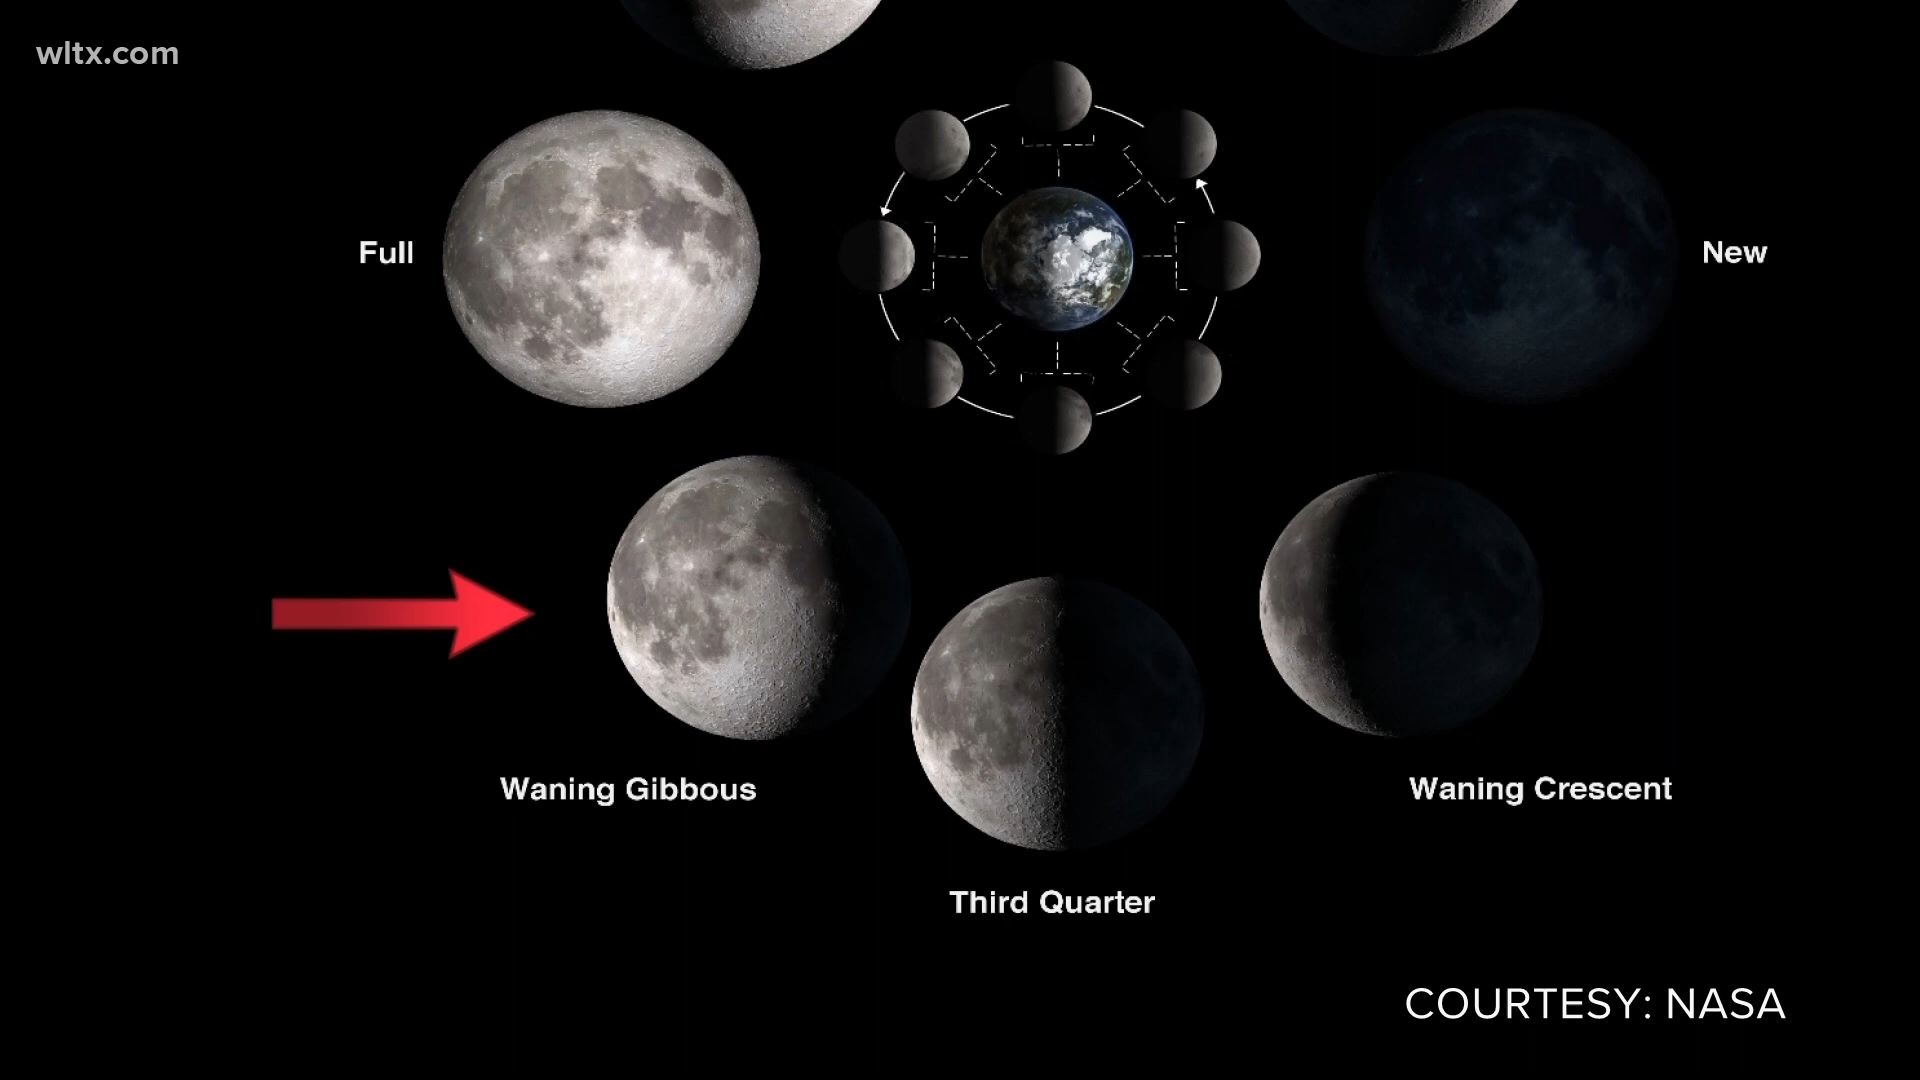 wltx.com
Full
New
Waning Gibbous
Waning Crescent
Third Quarter
COURTESY: NASA